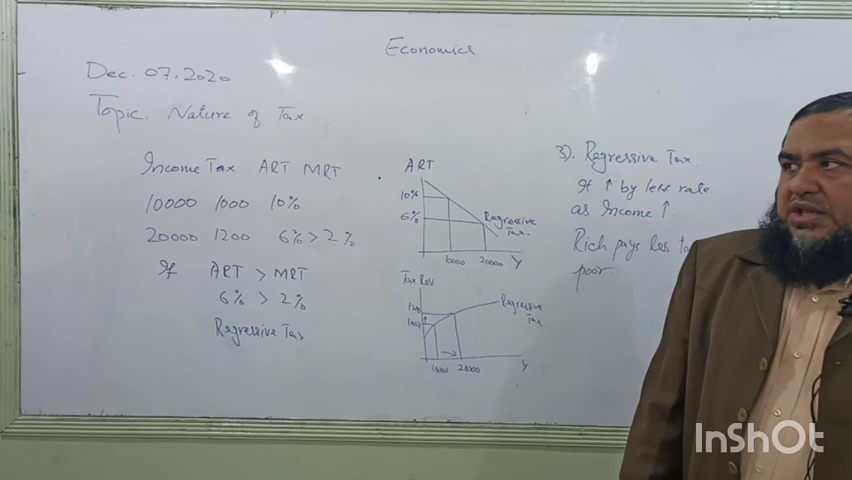 Economics
Dec. 07. 2020
Topic. Nature of Tax
Income Tax ART MRT
10000 1000 10%
20000 1200 6% > 2%
If ART > MRT
6% > 2%
Regressive Tax
ART
10%
6%
Regressive
Tax.
10000 20000 Y
Tax Rev
1200
1000
Regressive
Tax
10000 20000 Y
3). Regressive Tax.
It ↑ by less rate
as Income ↑.
Rich pays less
poor
InShOt